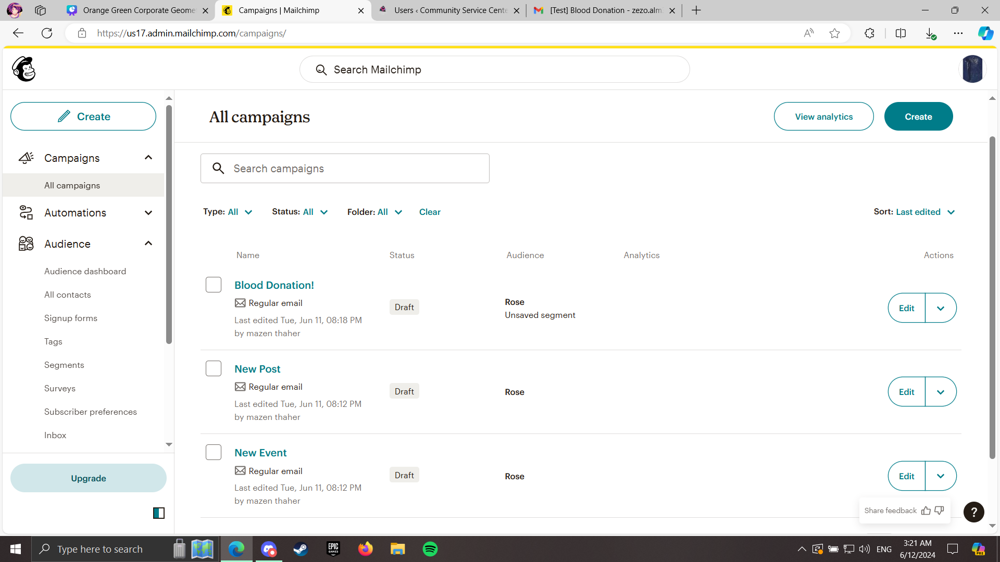 Orange Green Corporate Geome
Campaigns | Mailchimp
Users ‹ Community Service Cente
[Test] Blood Donation - zezo.alm
https://us17.admin.mailchimp.com/campaigns/
Search Mailchimp
Create
Campaigns
All campaigns
Automations
Audience
Audience dashboard
All contacts
Signup forms
Tags
Segments
Surveys
Subscriber preferences
Inbox
Upgrade
All campaigns
View analytics
Create
Search campaigns
Type: All
Status: All
Folder: All
Clear
Sort: Last edited
Name
Status
Audience
Analytics
Actions
Blood Donation!
Regular email
Last edited Tue, Jun 11, 08:18 PM
by mazen thaher
Draft
Rose
Unsaved segment
Edit
New Post
Regular email
Last edited Tue, Jun 11, 08:12 PM
by mazen thaher
Draft
Rose
Edit
New Event
Regular email
Last edited Tue, Jun 11, 08:12 PM
by mazen thaher
Draft
Rose
Edit
Share feedback
?
Type here to search
EPIC
GAMES
ENG
3:21 AM
6/12/2024
PRE